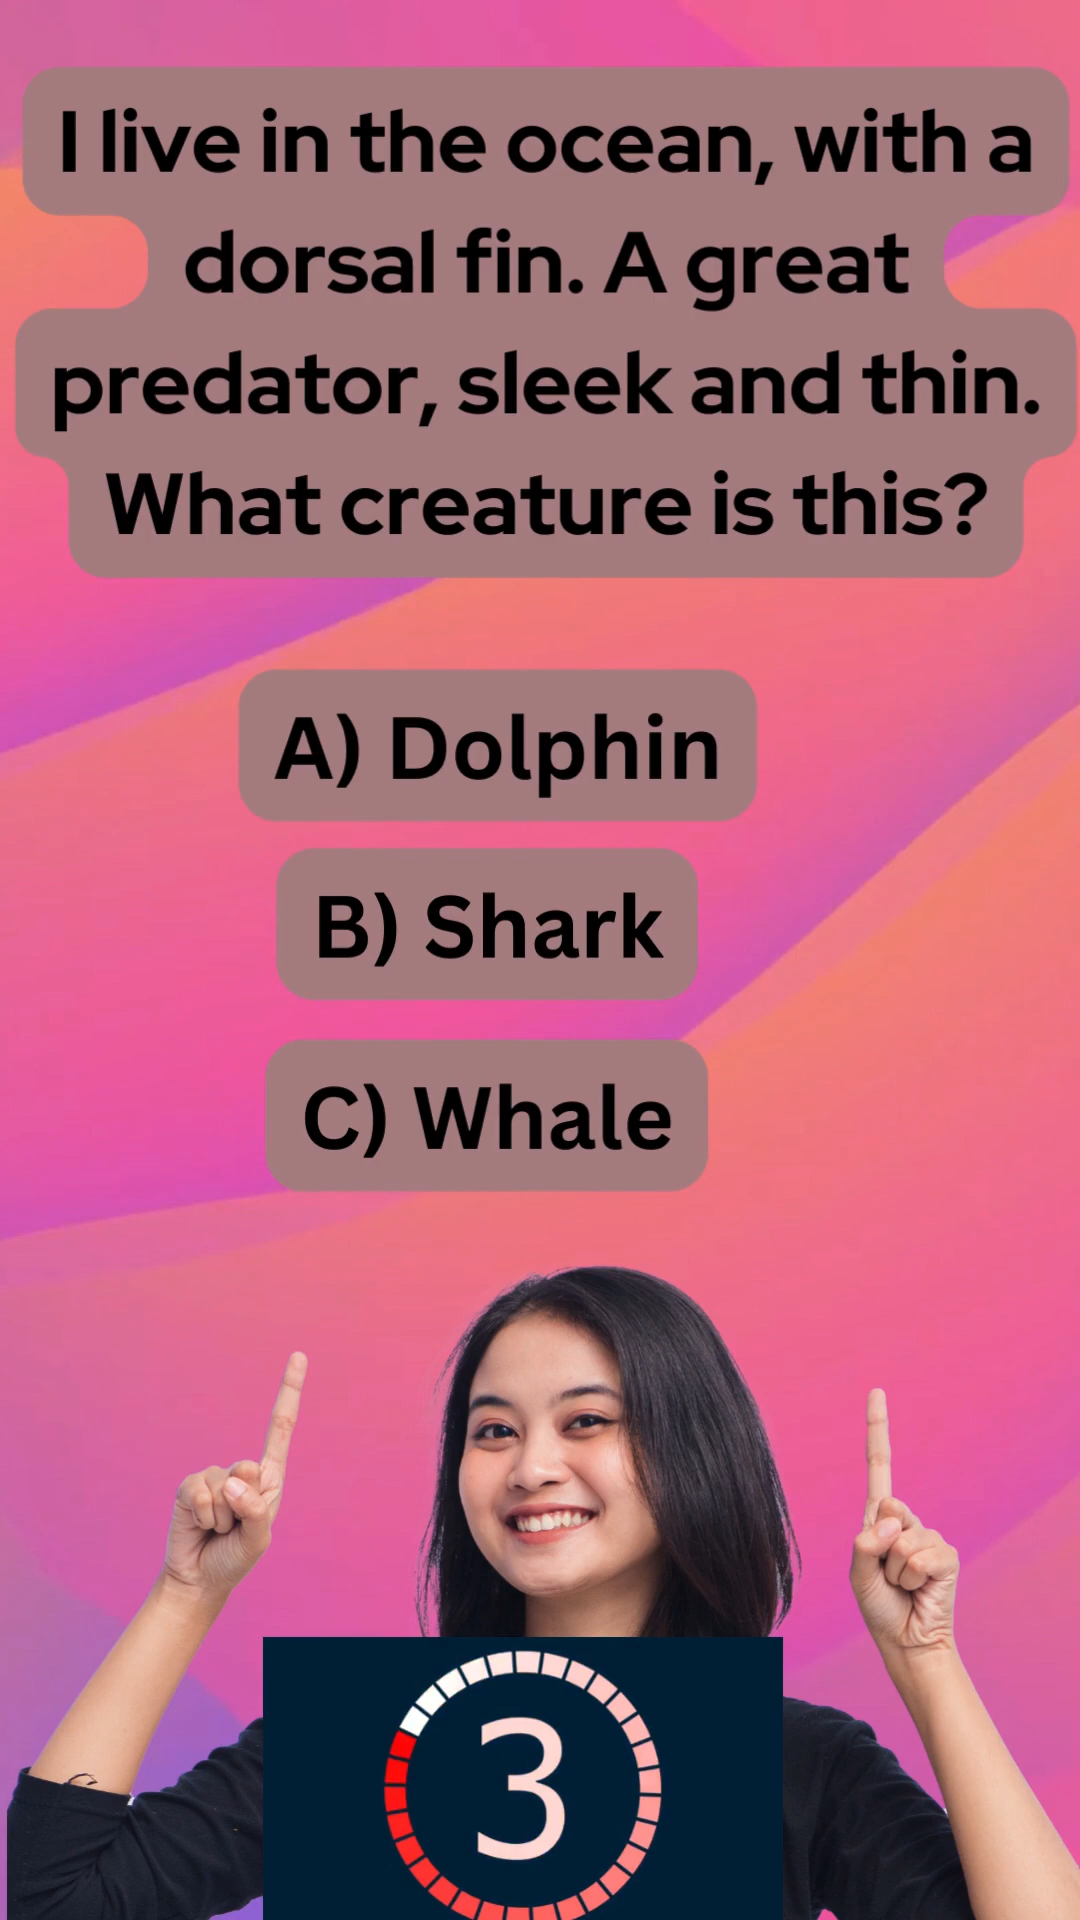 I live in the ocean, with a
dorsal fin. A great
predator, sleek and thin.
What creature is this?
A) Dolphin
B) Shark
C) Whale
3